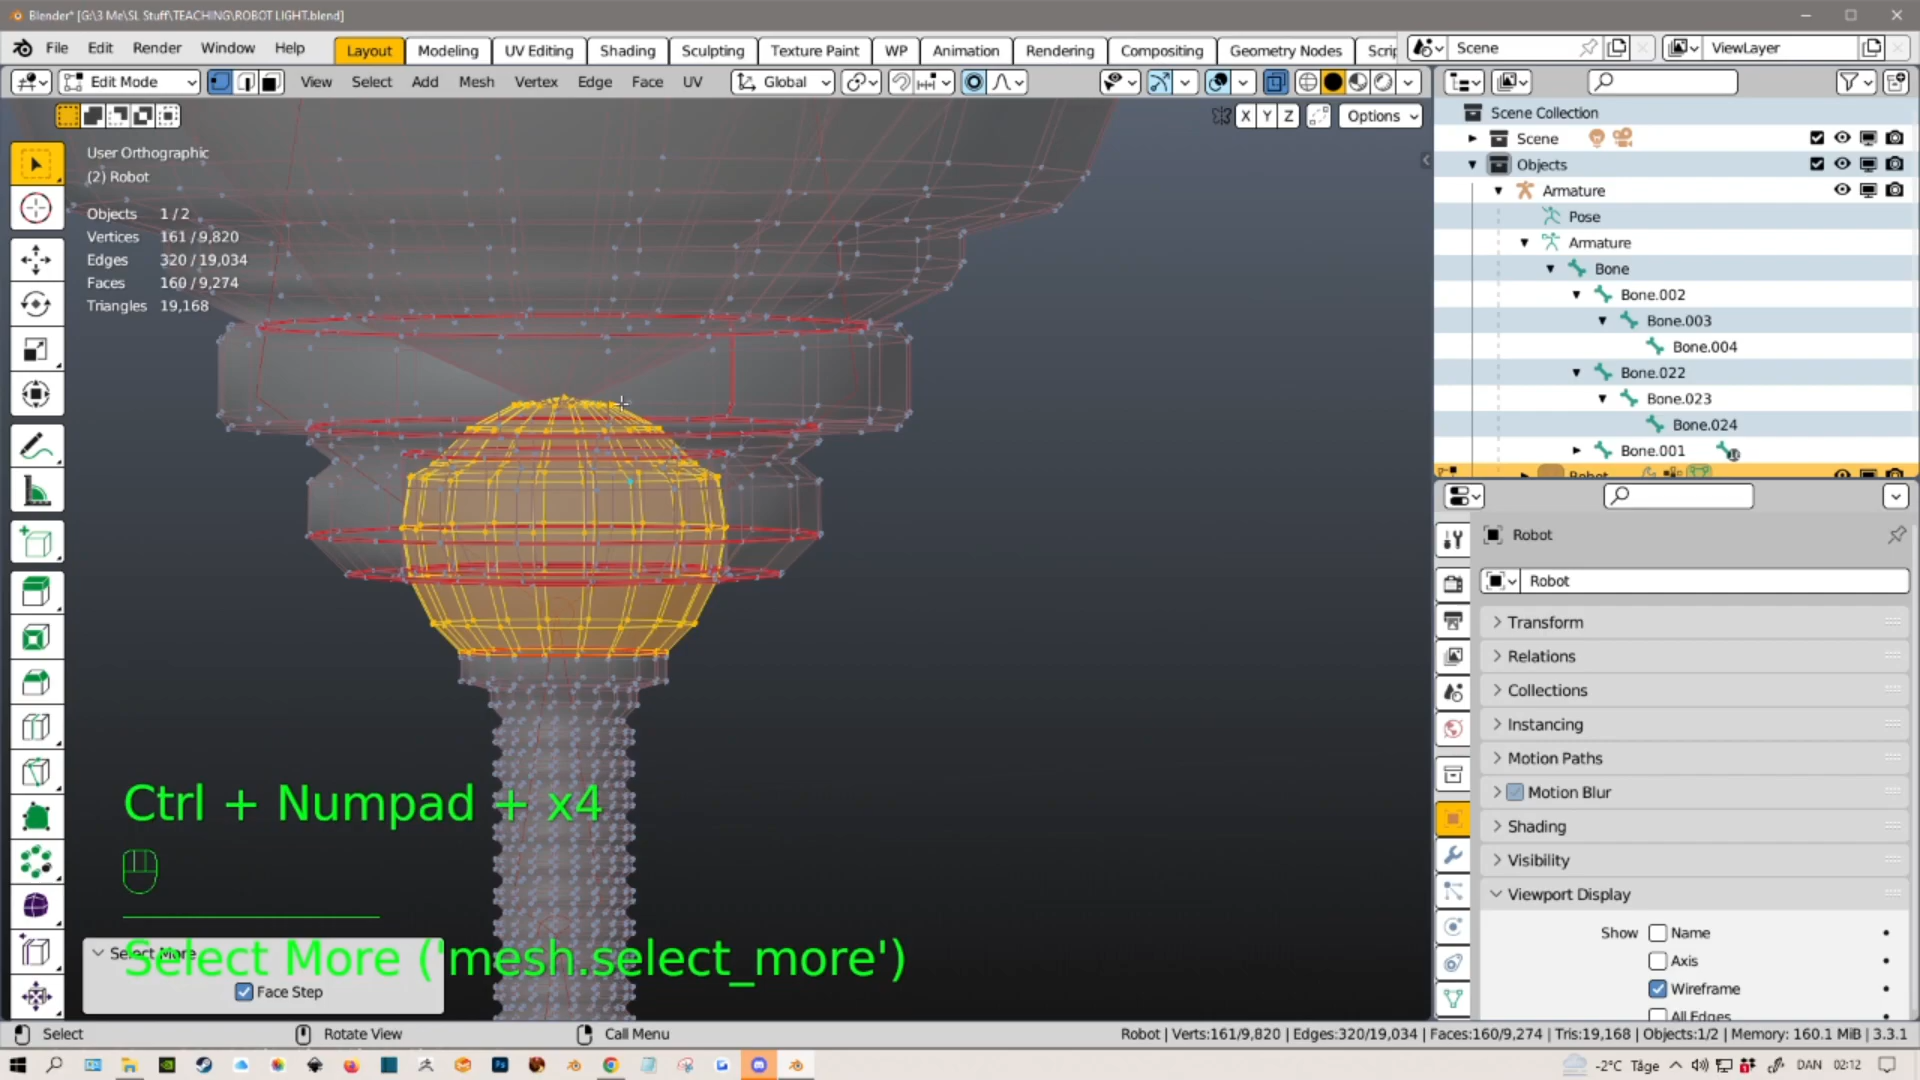 Blender* [G:\3 Me\SL Stuff\TEACHING\ROBOT LIGHT.blend]
File Edit Render Window Help
Layout Modeling UV Editing Shading Sculpting Texture Paint WP Animation Rendering Compositing Geometry Nodes Scrip
Scene
ViewLayer
Edit Mode
View Select Add Mesh Vertex Edge Face UV
Global
X Y Z
Options
User Orthographic
(2) Robot
Objects 1 / 2
Vertices 161 / 9,820
Edges 320 / 19,034
Faces 160 / 9,274
Triangles 19,168
Scene Collection
Scene
Objects
Armature
Pose
Armature
Bone
Bone.002
Bone.003
Bone.004
Bone.022
Bone.023
Bone.024
Bone.001
Robot
Robot
Robot
Transform
Relations
Collections
Instancing
Motion Paths
Motion Blur
Shading
Visibility
Viewport Display
Show Name
Axis
Wireframe
All Edges
Ctrl + Numpad + x4
Select More ('mesh.select_more')
Select More
Face Step
Select
Rotate View
Call Menu
Robot | Verts:161/9,820 | Edges:320/19,034 | Faces:160/9,274 | Tris:19,168 | Objects:1/2 | Memory: 160.1 MiB | 3.3.1
-2°C Tåge
DAN
02:12